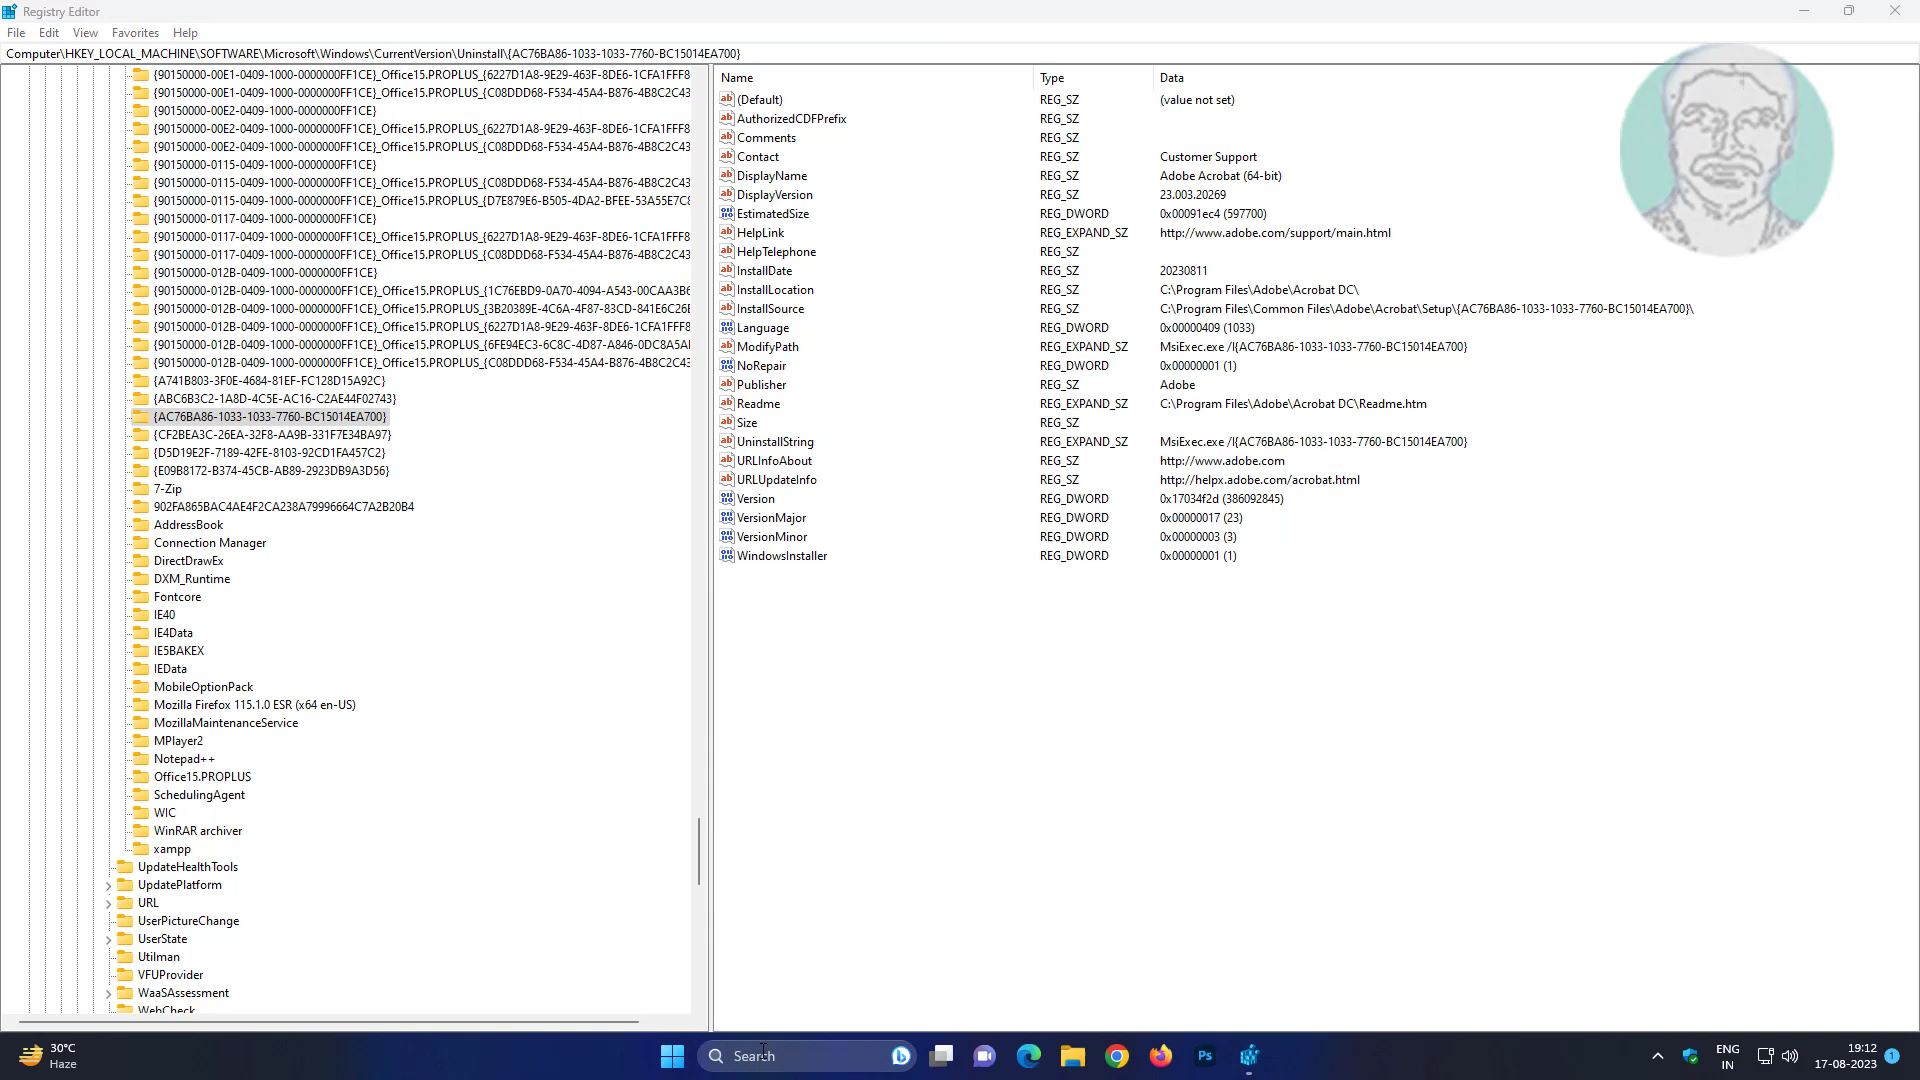 Registry Editor
File Edit View Favorites Help
Computer\HKEY_LOCAL_MACHINE\SOFTWARE\Microsoft\Windows\CurrentVersion\Uninstall\{AC76BA86-1033-1033-7760-BC15014EA700}
{90150000-00E1-0409-1000-0000000FF1CE}_Office15.PROPLUS_{6227D1A8-9E29-463F-8DE6-1CFA1FFF8
{90150000-00E1-0409-1000-0000000FF1CE}_Office15.PROPLUS_{C08DDD68-F534-45A4-B876-4B8C2C43
{90150000-00E2-0409-1000-0000000FF1CE}
{90150000-00E2-0409-1000-0000000FF1CE}_Office15.PROPLUS_{6227D1A8-9E29-463F-8DE6-1CFA1FFF8
{90150000-00E2-0409-1000-0000000FF1CE}_Office15.PROPLUS_{C08DDD68-F534-45A4-B876-4B8C2C43
{90150000-0115-0409-1000-0000000FF1CE}
{90150000-0115-0409-1000-0000000FF1CE}_Office15.PROPLUS_{C08DDD68-F534-45A4-B876-4B8C2C43
{90150000-0115-0409-1000-0000000FF1CE}_Office15.PROPLUS_{D7E879E6-B505-4DA2-BFEE-53A55E7C8
{90150000-0117-0409-1000-0000000FF1CE}
{90150000-0117-0409-1000-0000000FF1CE}_Office15.PROPLUS_{6227D1A8-9E29-463F-8DE6-1CFA1FFF8
{90150000-0117-0409-1000-0000000FF1CE}_Office15.PROPLUS_{C08DDD68-F534-45A4-B876-4B8C2C43
{90150000-012B-0409-1000-0000000FF1CE}
{90150000-012B-0409-1000-0000000FF1CE}_Office15.PROPLUS_{1C76EBD9-0A70-4094-A543-00CAA3B6
{90150000-012B-0409-1000-0000000FF1CE}_Office15.PROPLUS_{3B20389E-4C6A-4F87-83CD-841E6C26E
{90150000-012B-0409-1000-0000000FF1CE}_Office15.PROPLUS_{6227D1A8-9E29-463F-8DE6-1CFA1FFF8
{90150000-012B-0409-1000-0000000FF1CE}_Office15.PROPLUS_{6FE94EC3-6C8C-4D87-A846-0DC8A5AI
{90150000-012B-0409-1000-0000000FF1CE}_Office15.PROPLUS_{C08DDD68-F534-45A4-B876-4B8C2C43
{A741B803-3F0E-4684-81EF-FC128D15A92C}
{ABC6B3C2-1A8D-4C5E-AC16-C2AE44F02743}
{AC76BA86-1033-1033-7760-BC15014EA700}
{CF2BEA3C-26EA-32F8-AA9B-331F7E34BA97}
{D5D19E2F-7189-42FE-8103-92CD1FA457C2}
{E09B8172-B374-45CB-AB89-2923DB9A3D56}
7-Zip
902FA865BAC4AE4F2CA238A79996664C7A2B20B4
AddressBook
Connection Manager
DirectDrawEx
DXM_Runtime
Fontcore
IE40
IE4Data
IE5BAKEX
IEData
MobileOptionPack
Mozilla Firefox 115.1.0 ESR (x64 en-US)
MozillaMaintenanceService
MPlayer2
Notepad++
Office15.PROPLUS
SchedulingAgent
WIC
WinRAR archiver
xampp
UpdateHealthTools
UpdatePlatform
URL
UserPictureChange
UserState
Utilman
VFUProvider
WaaSAssessment
WebCheck
Name Type Data
(Default) REG_SZ (value not set)
AuthorizedCDFPrefix REG_SZ
Comments REG_SZ
Contact REG_SZ Customer Support
DisplayName REG_SZ Adobe Acrobat (64-bit)
DisplayVersion REG_SZ 23.003.20269
EstimatedSize REG_DWORD 0x00091ec4 (597700)
HelpLink REG_EXPAND_SZ http://www.adobe.com/support/main.html
HelpTelephone REG_SZ
InstallDate REG_SZ 20230811
InstallLocation REG_SZ C:\Program Files\Adobe\Acrobat DC\
InstallSource REG_SZ C:\Program Files\Common Files\Adobe\Acrobat\Setup\{AC76BA86-1033-1033-7760-BC15014EA700}\
Language REG_DWORD 0x00000409 (1033)
ModifyPath REG_EXPAND_SZ MsiExec.exe /I{AC76BA86-1033-1033-7760-BC15014EA700}
NoRepair REG_DWORD 0x00000001 (1)
Publisher REG_SZ Adobe
Readme REG_EXPAND_SZ C:\Program Files\Adobe\Acrobat DC\Readme.htm
Size REG_SZ
UninstallString REG_EXPAND_SZ MsiExec.exe /I{AC76BA86-1033-1033-7760-BC15014EA700}
URLInfoAbout REG_SZ http://www.adobe.com
URLUpdateInfo REG_SZ http://helpx.adobe.com/acrobat.html
Version REG_DWORD 0x17034f2d (386092845)
VersionMajor REG_DWORD 0x00000017 (23)
VersionMinor REG_DWORD 0x00000003 (3)
WindowsInstaller REG_DWORD 0x00000001 (1)
30°C
Haze
Search
Ps
ENG
IN
19:12
17-08-2023
1